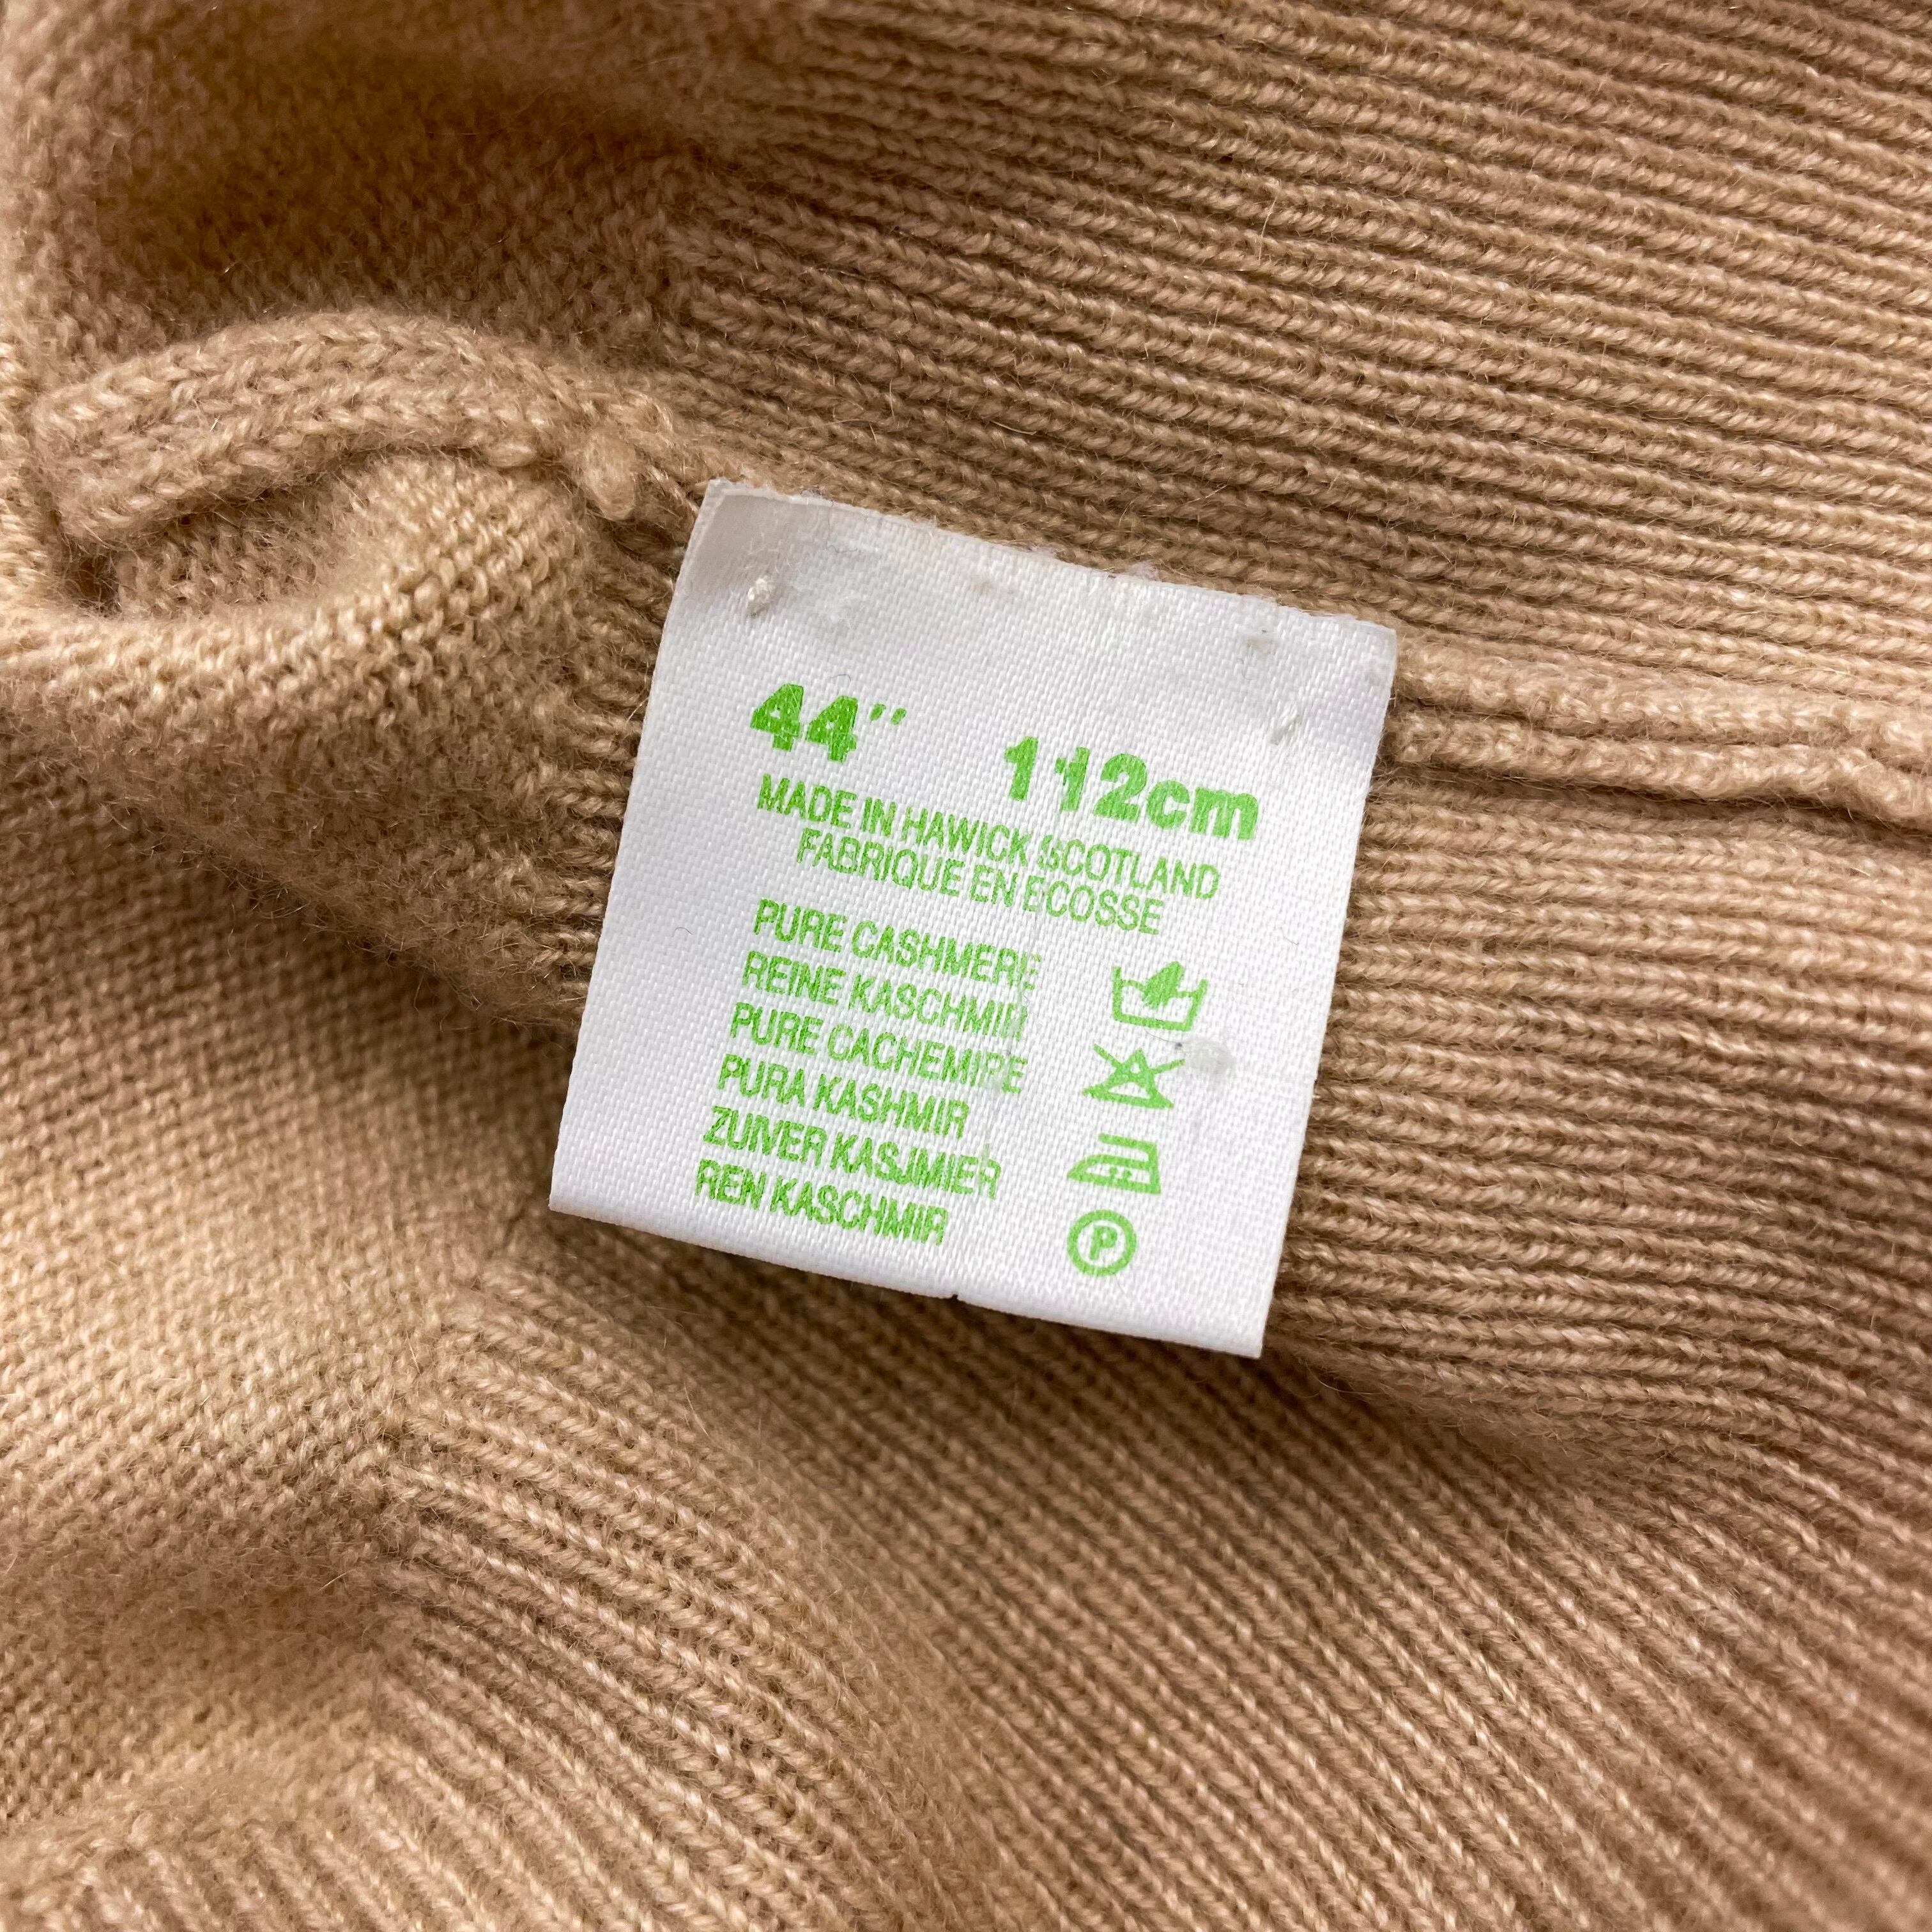 44" 112cm
MADE IN HAWICK SCOTLAND
FABRIQUE EN ECOSSE
PURE CASHMERE
REINE KASCHMIR
PURE CACHEMIRE
PURA KASHMIR
ZUIVER KASJMIER
REN KASCHMIR
P